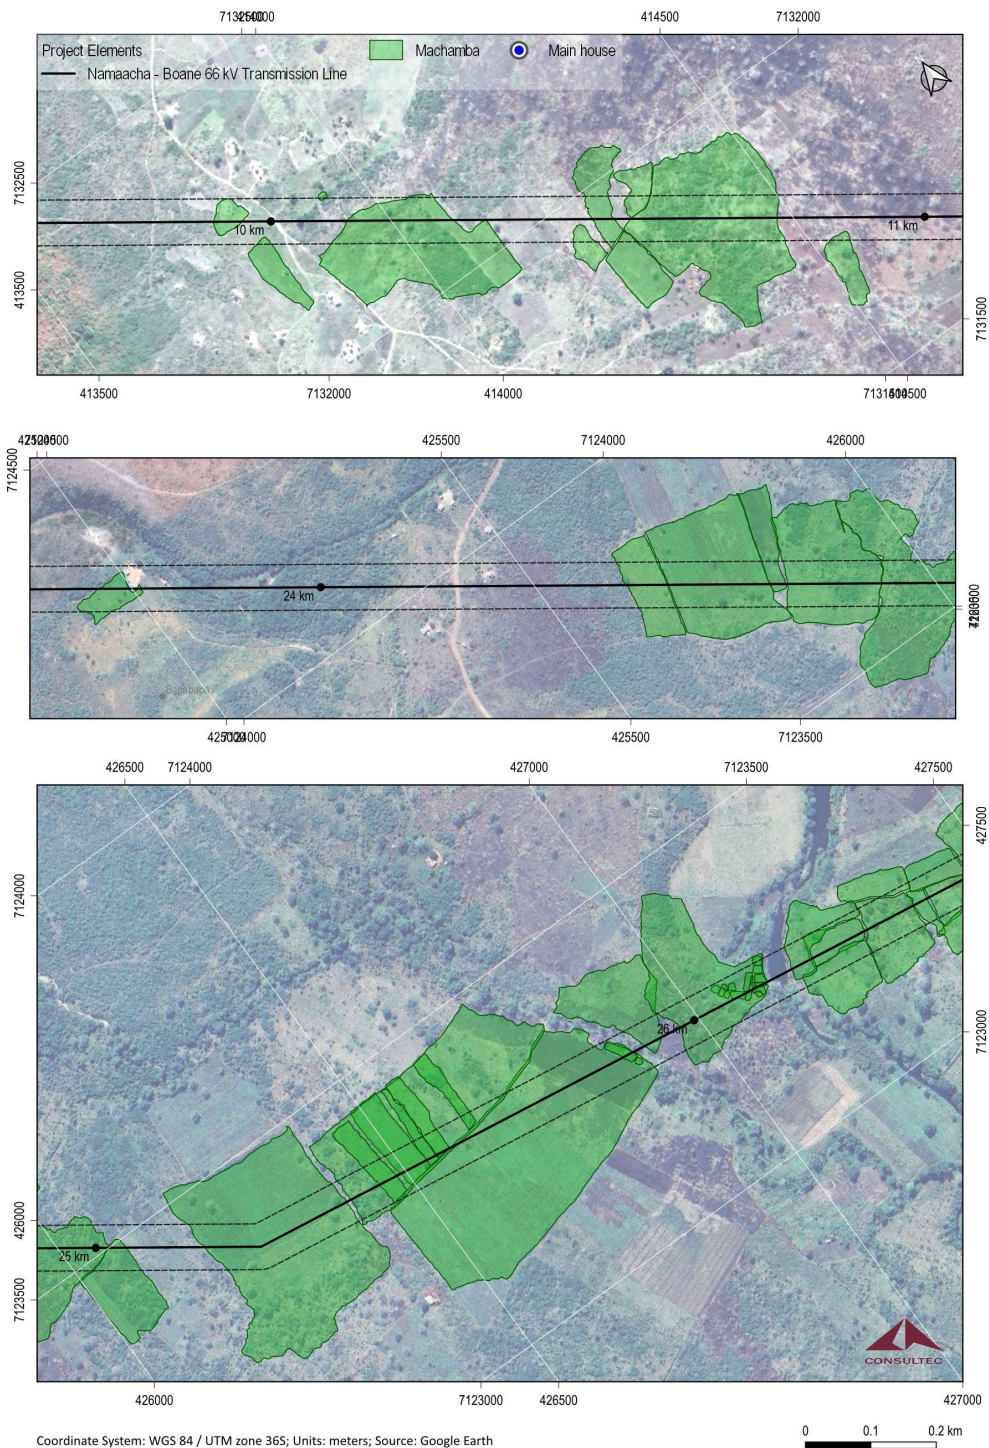 414500
7132000
Project Elements
Machamba
Main house
Namaacha - Boane 66 kV Transmission Line
7132500
413500
10 km
11 km
7131500
413500
7132000
414000
425500
7124000
426000
7124500
24 km
Bapabapa
425500
7123500
426500
7124000
427000
7123500
427500
427500
7124000
26 km
7123000
426000
25 km
7123500
CONSULTEC
426000
7123000
426500
427000
Coordinate System: WGS 84 / UTM zone 36S; Units: meters; Source: Google Earth
0 0.1 0.2 km